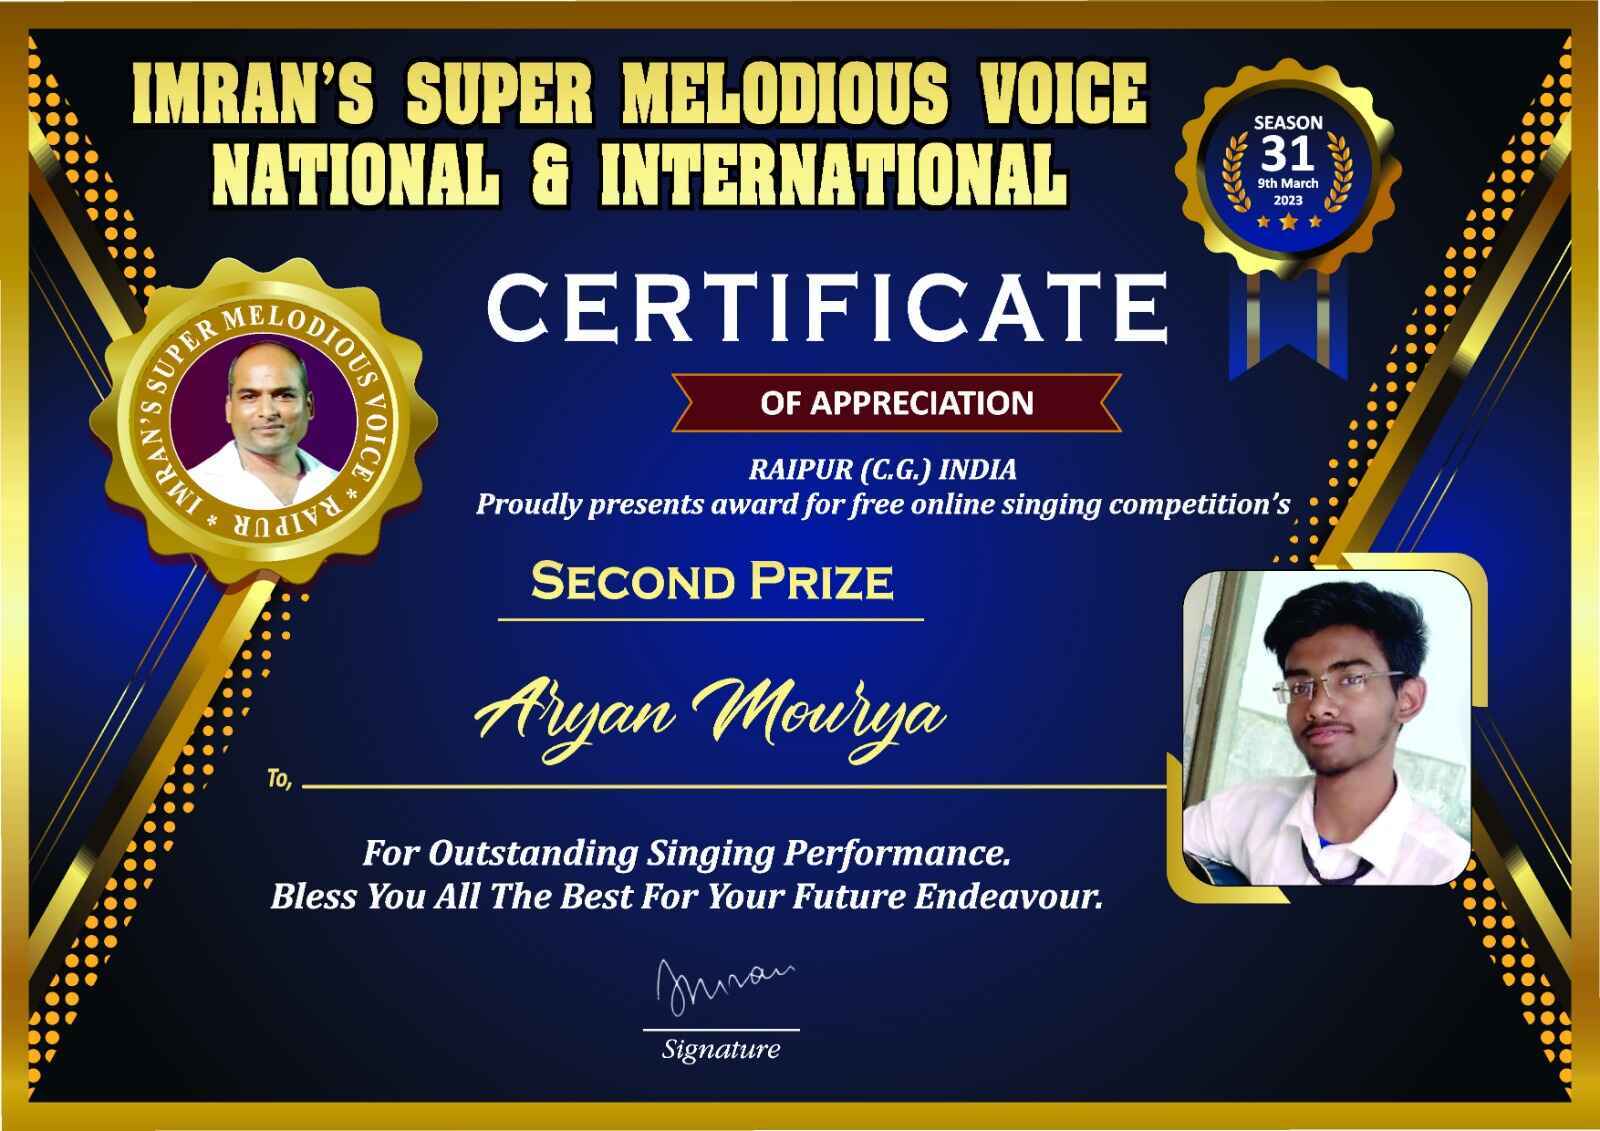 IMRAN'S SUPER MELODIOUS VOICE
NATIONAL & INTERNATIONAL
SEASON
31
9th March
2023
IMRAN'S SUPER MELODIOUS VOICE * RAIPUR *
CERTIFICATE
OF APPRECIATION
RAIPUR (C.G.) INDIA
Proudly presents award for free online singing competition's
SECOND PRIZE
Aryan Mourya
To,
For Outstanding Singing Performance.
Bless You All The Best For Your Future Endeavour.
Imran
Signature